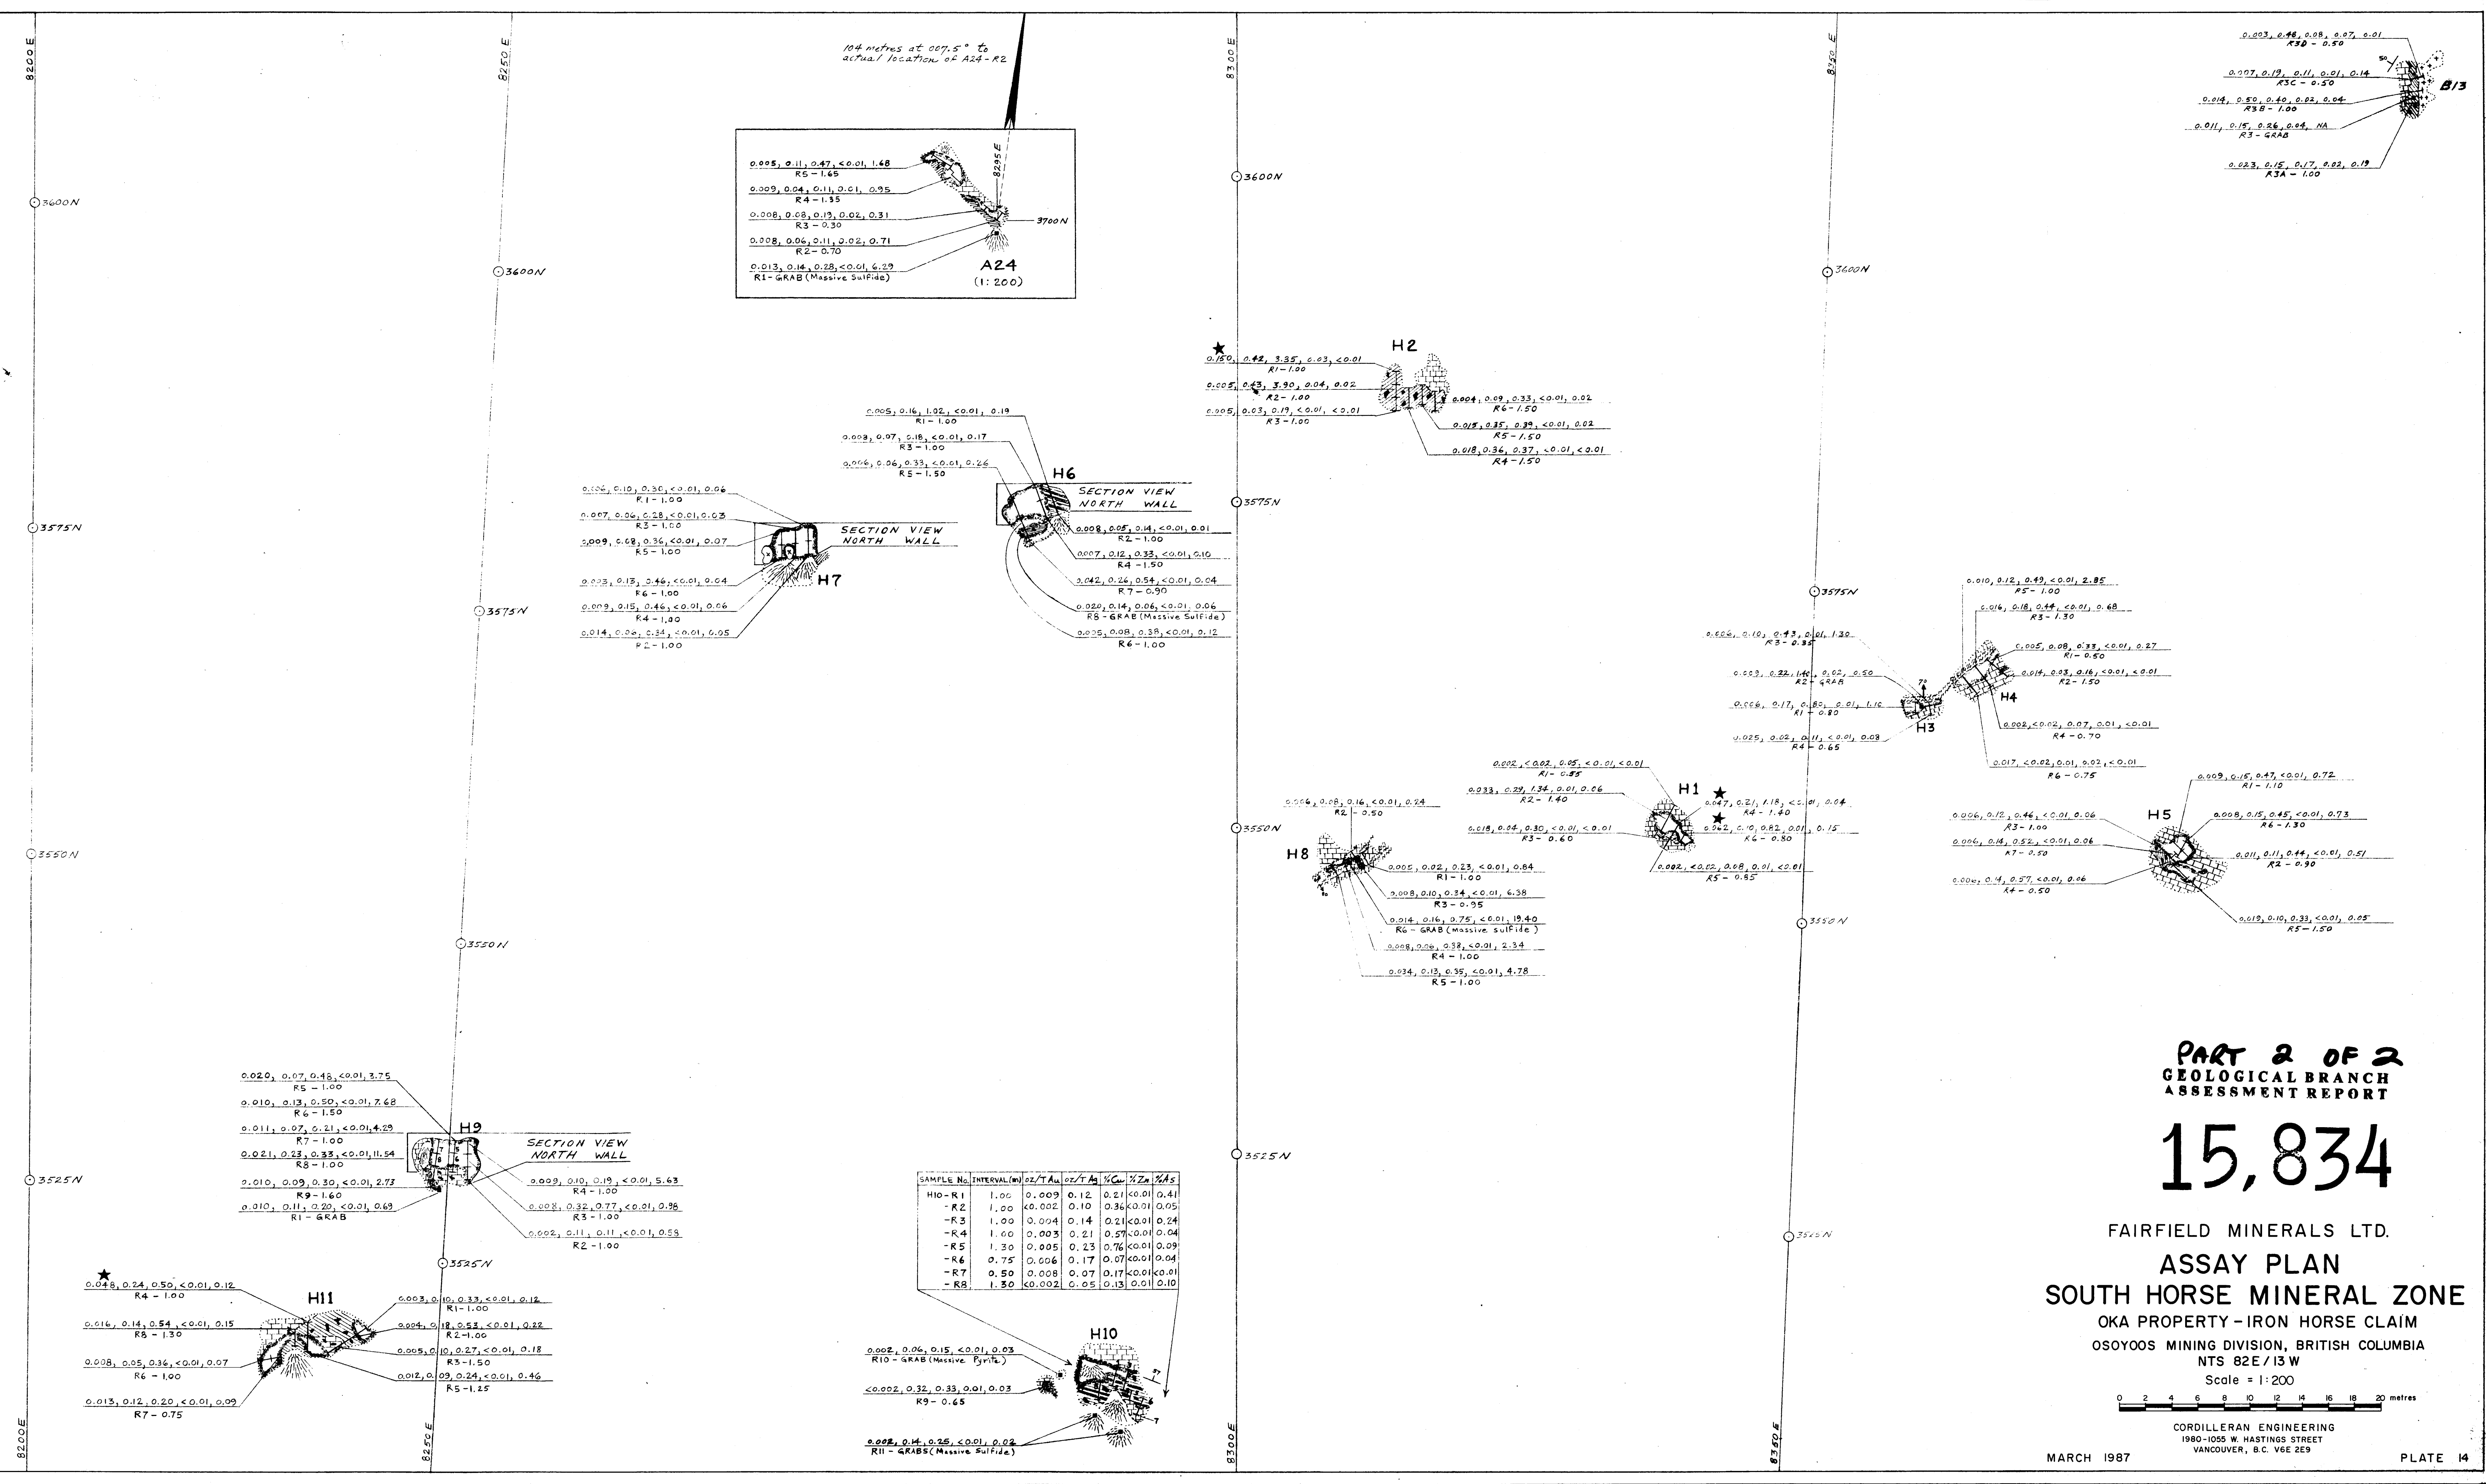 8200 E
8250 E
8300 E
8350 E
104 metres at 007.5° to
actual location of A24-R2
0.003, 0.48, 0.08, 0.07, 0.01
R3D - 0.50
50
0.007, 0.19, 0.11, 0.01, 0.14
R3C - 0.50
B13
0.014, 0.50, 0.40, 0.02, 0.04
R3B - 1.00
0.011, 0.15, 0.26, 0.04, NA
R3 - GRAB
0.023, 0.15, 0.17, 0.02, 0.19
R3A - 1.00
8295 E
0.005, 0.11, 0.47, <0.01, 1.68
R5 - 1.65
0.009, 0.04, 0.11, 0.01, 0.95
R4 - 1.35
0.008, 0.08, 0.19, 0.02, 0.31
R3 - 0.30
3700 N
0.008, 0.06, 0.11, 0.02, 0.71
R2 - 0.70
0.013, 0.14, 0.28, <0.01, 6.29
R1 - GRAB (Massive Sulfide)
A24
(1:200)
3600 N
3600 N
3600 N
3600 N
H2
★
0.150, 0.42, 3.35, 0.03, <0.01
R1 - 1.00
0.005, 0.43, 3.90, 0.04, 0.02
R2 - 1.00
0.005, 0.03, 0.19, <0.01, <0.01
R3 - 1.00
0.004, 0.09, 0.33, <0.01, 0.02
R6 - 1.50
0.015, 0.35, 0.39, <0.01, 0.02
R5 - 1.50
0.018, 0.36, 0.37, <0.01, <0.01
R4 - 1.50
0.005, 0.16, 1.02, <0.01, 0.19
R1 - 1.00
0.003, 0.07, 0.18, <0.01, 0.17
R3 - 1.00
0.006, 0.06, 0.33, <0.01, 0.26
R5 - 1.50
H6
SECTION VIEW
NORTH WALL
0.008, 0.05, 0.14, <0.01, 0.01
R2 - 1.00
0.007, 0.12, 0.33, <0.01, 0.10
R4 - 1.50
0.042, 0.26, 0.54, <0.01, 0.04
R7 - 0.90
0.020, 0.14, 0.06, <0.01, 0.06
R8 - GRAB (Massive Sulfide)
0.005, 0.08, 0.38, <0.01, 0.12
R6 - 1.00
0.006, 0.10, 0.30, <0.01, 0.06
R1 - 1.00
0.007, 0.06, 0.28, <0.01, 0.03
R3 - 1.00
0.009, 0.08, 0.36, <0.01, 0.07
R5 - 1.00
SECTION VIEW
NORTH WALL
H7
0.003, 0.13, 0.46, <0.01, 0.04
R6 - 1.00
0.009, 0.15, 0.46, <0.01, 0.06
R4 - 1.00
0.014, 0.06, 0.34, <0.01, 0.05
R2 - 1.00
3575 N
3575 N
3575 N
3575 N
0.010, 0.12, 0.49, <0.01, 2.85
R5 - 1.00
0.016, 0.18, 0.44, <0.01, 0.68
R3 - 1.30
0.005, 0.08, 0.33, <0.01, 0.27
R1 - 0.50
0.014, 0.03, 0.16, <0.01, <0.01
R2 - 1.50
H4
0.002, <0.02, 0.07, 0.01, <0.01
R4 - 0.70
0.017, <0.02, 0.01, 0.02, <0.01
R6 - 0.75
0.006, 0.10, 0.43, 0.01, 1.30
R3 - 0.35
0.009, 0.22, 1.40, 0.02, 0.50
R2 - GRAB
0.006, 0.17, 0.80, 0.01, 1.10
R1 - 0.80
0.025, 0.02, 0.11, <0.01, 0.08
R4 - 0.65
70
H3
0.002, <0.02, 0.05, <0.01, <0.01
R1 - 0.55
0.033, 0.29, 1.34, 0.01, 0.06
R2 - 1.40
0.018, 0.04, 0.30, <0.01, <0.01
R3 - 0.60
H1
★
0.047, 0.21, 1.18, <0.01, 0.04
R4 - 1.40
★
0.062, 0.10, 0.82, 0.01, 0.15
R6 - 0.80
0.002, <0.02, 0.08, 0.01, <0.01
R5 - 0.85
0.009, 0.15, 0.47, <0.01, 0.72
R1 - 1.10
H5
0.006, 0.12, 0.46, <0.01, 0.06
R3 - 1.00
0.006, 0.14, 0.52, <0.01, 0.06
R7 - 0.50
0.006, 0.14, 0.57, <0.01, 0.06
R4 - 0.50
0.008, 0.15, 0.45, <0.01, 0.73
R6 - 1.30
0.011, 0.11, 0.44, <0.01, 0.51
R2 - 0.90
0.019, 0.10, 0.33, <0.01, 0.05
R5 - 1.50
0.006, 0.08, 0.16, <0.01, 0.24
R2 - 0.50
H8
0.005, 0.02, 0.23, <0.01, 0.84
R1 - 1.00
0.008, 0.10, 0.34, <0.01, 6.38
R3 - 0.95
0.014, 0.16, 0.75, <0.01, 19.40
R6 - GRAB (massive sulfide)
0.008, 0.06, 0.38, <0.01, 2.34
R4 - 1.00
0.034, 0.13, 0.35, <0.01, 4.78
R5 - 1.00
3550 N
3550 N
3550 N
3550 N
0.020, 0.07, 0.48, <0.01, 3.75
R5 - 1.00
0.010, 0.13, 0.50, <0.01, 7.68
R6 - 1.50
0.011, 0.07, 0.21, <0.01, 4.29
R7 - 1.00
0.021, 0.23, 0.33, <0.01, 11.54
R8 - 1.00
0.010, 0.09, 0.30, <0.01, 2.73
R9 - 1.60
0.010, 0.11, 0.20, <0.01, 0.69
R1 - GRAB
H9
7 5
8 6
SECTION VIEW
NORTH WALL
0.009, 0.10, 0.19, <0.01, 5.63
R4 - 1.00
0.008, 0.32, 0.77, <0.01, 0.98
R3 - 1.00
0.002, 0.11, 0.11, <0.01, 0.58
R2 - 1.00
3525 N
3525 N
3525 N
3525 N
★
0.048, 0.24, 0.50, <0.01, 0.12
R4 - 1.00
H11
0.016, 0.14, 0.54, <0.01, 0.15
R8 - 1.30
0.008, 0.05, 0.36, <0.01, 0.07
R6 - 1.00
0.013, 0.12, 0.20, <0.01, 0.09
R7 - 0.75
0.003, 0.10, 0.33, <0.01, 0.12
R1 - 1.00
0.004, 0.18, 0.53, <0.01, 0.22
R2 - 1.00
0.005, 0.10, 0.27, <0.01, 0.18
R3 - 1.50
0.012, 0.09, 0.24, <0.01, 0.46
R5 - 1.25
SAMPLE No. INTERVAL (m) oz/T Au oz/T Ag %Cu %Zn %As
H10 - R1 1.00 0.009 0.12 0.21 <0.01 0.41
- R2 1.00 <0.002 0.10 0.36 <0.01 0.05
- R3 1.00 0.004 0.14 0.21 <0.01 0.24
- R4 1.00 0.003 0.21 0.57 <0.01 0.04
- R5 1.30 0.005 0.23 0.76 <0.01 0.09
- R6 0.75 0.006 0.17 0.07 <0.01 0.04
- R7 0.50 0.008 0.07 0.17 <0.01 <0.01
- R8 1.30 <0.002 0.05 0.13 0.01 0.10
H10
0.002, 0.06, 0.15, <0.01, 0.03
R10 - GRAB (Massive Pyrite)
<0.002, 0.32, 0.33, 0.01, 0.03
R9 - 0.65
0.002, 0.14, 0.25, <0.01, 0.02
R11 - GRABS (Massive Sulfide)
57
6
7
8200 E
8250 E
8300 E
8350 E
PART 2 OF 2
GEOLOGICAL BRANCH
ASSESSMENT REPORT
15,834
FAIRFIELD MINERALS LTD.
ASSAY PLAN
SOUTH HORSE MINERAL ZONE
OKA PROPERTY - IRON HORSE CLAIM
OSOYOOS MINING DIVISION, BRITISH COLUMBIA
NTS 82E/13 W
Scale = 1:200
0 2 4 6 8 10 12 14 16 18 20 metres
CORDILLERAN ENGINEERING
1980-1055 W. HASTINGS STREET
VANCOUVER, B.C. V6E 2E9
MARCH 1987
PLATE 14